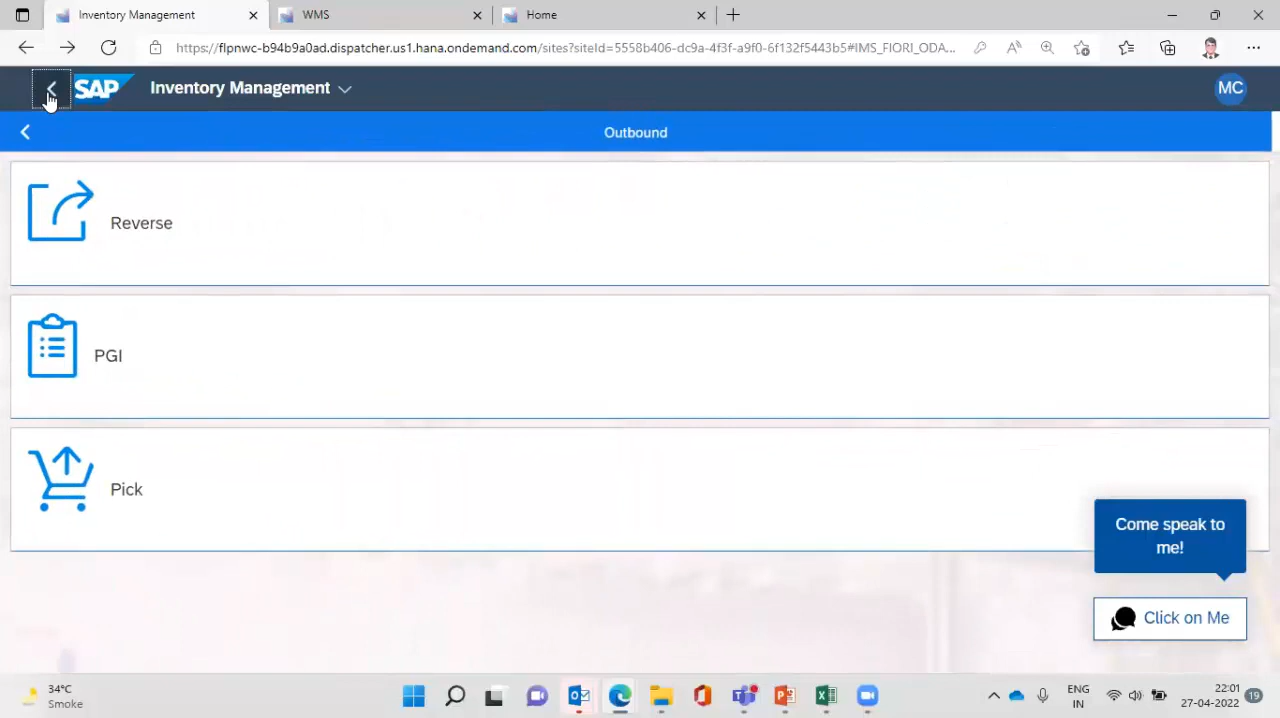 Inventory Management
WMS
Home
https://flpnwc-b94b9a0ad.dispatcher.us1.hana.ondemand.com/sites?siteId=5558b406-dc9a-4f3f-a9f0-6f132f5443b5#IMS_FIORI_ODA...
SAP
Inventory Management
MC
Outbound
Reverse
PGI
Pick
Come speak to
me!
Click on Me
34°C
Smoke
ENG
IN
22:01
27-04-2022
19